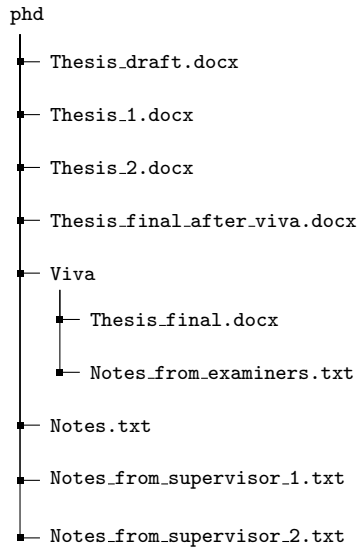 phd
Thesis_draft.docx
Thesis_1.docx
Thesis_2.docx
Thesis_final_after_viva.docx
Viva
Thesis_final.docx
Notes_from_examiners.txt
Notes.txt
Notes_from_supervisor_1.txt
Notes_from_supervisor_2.txt